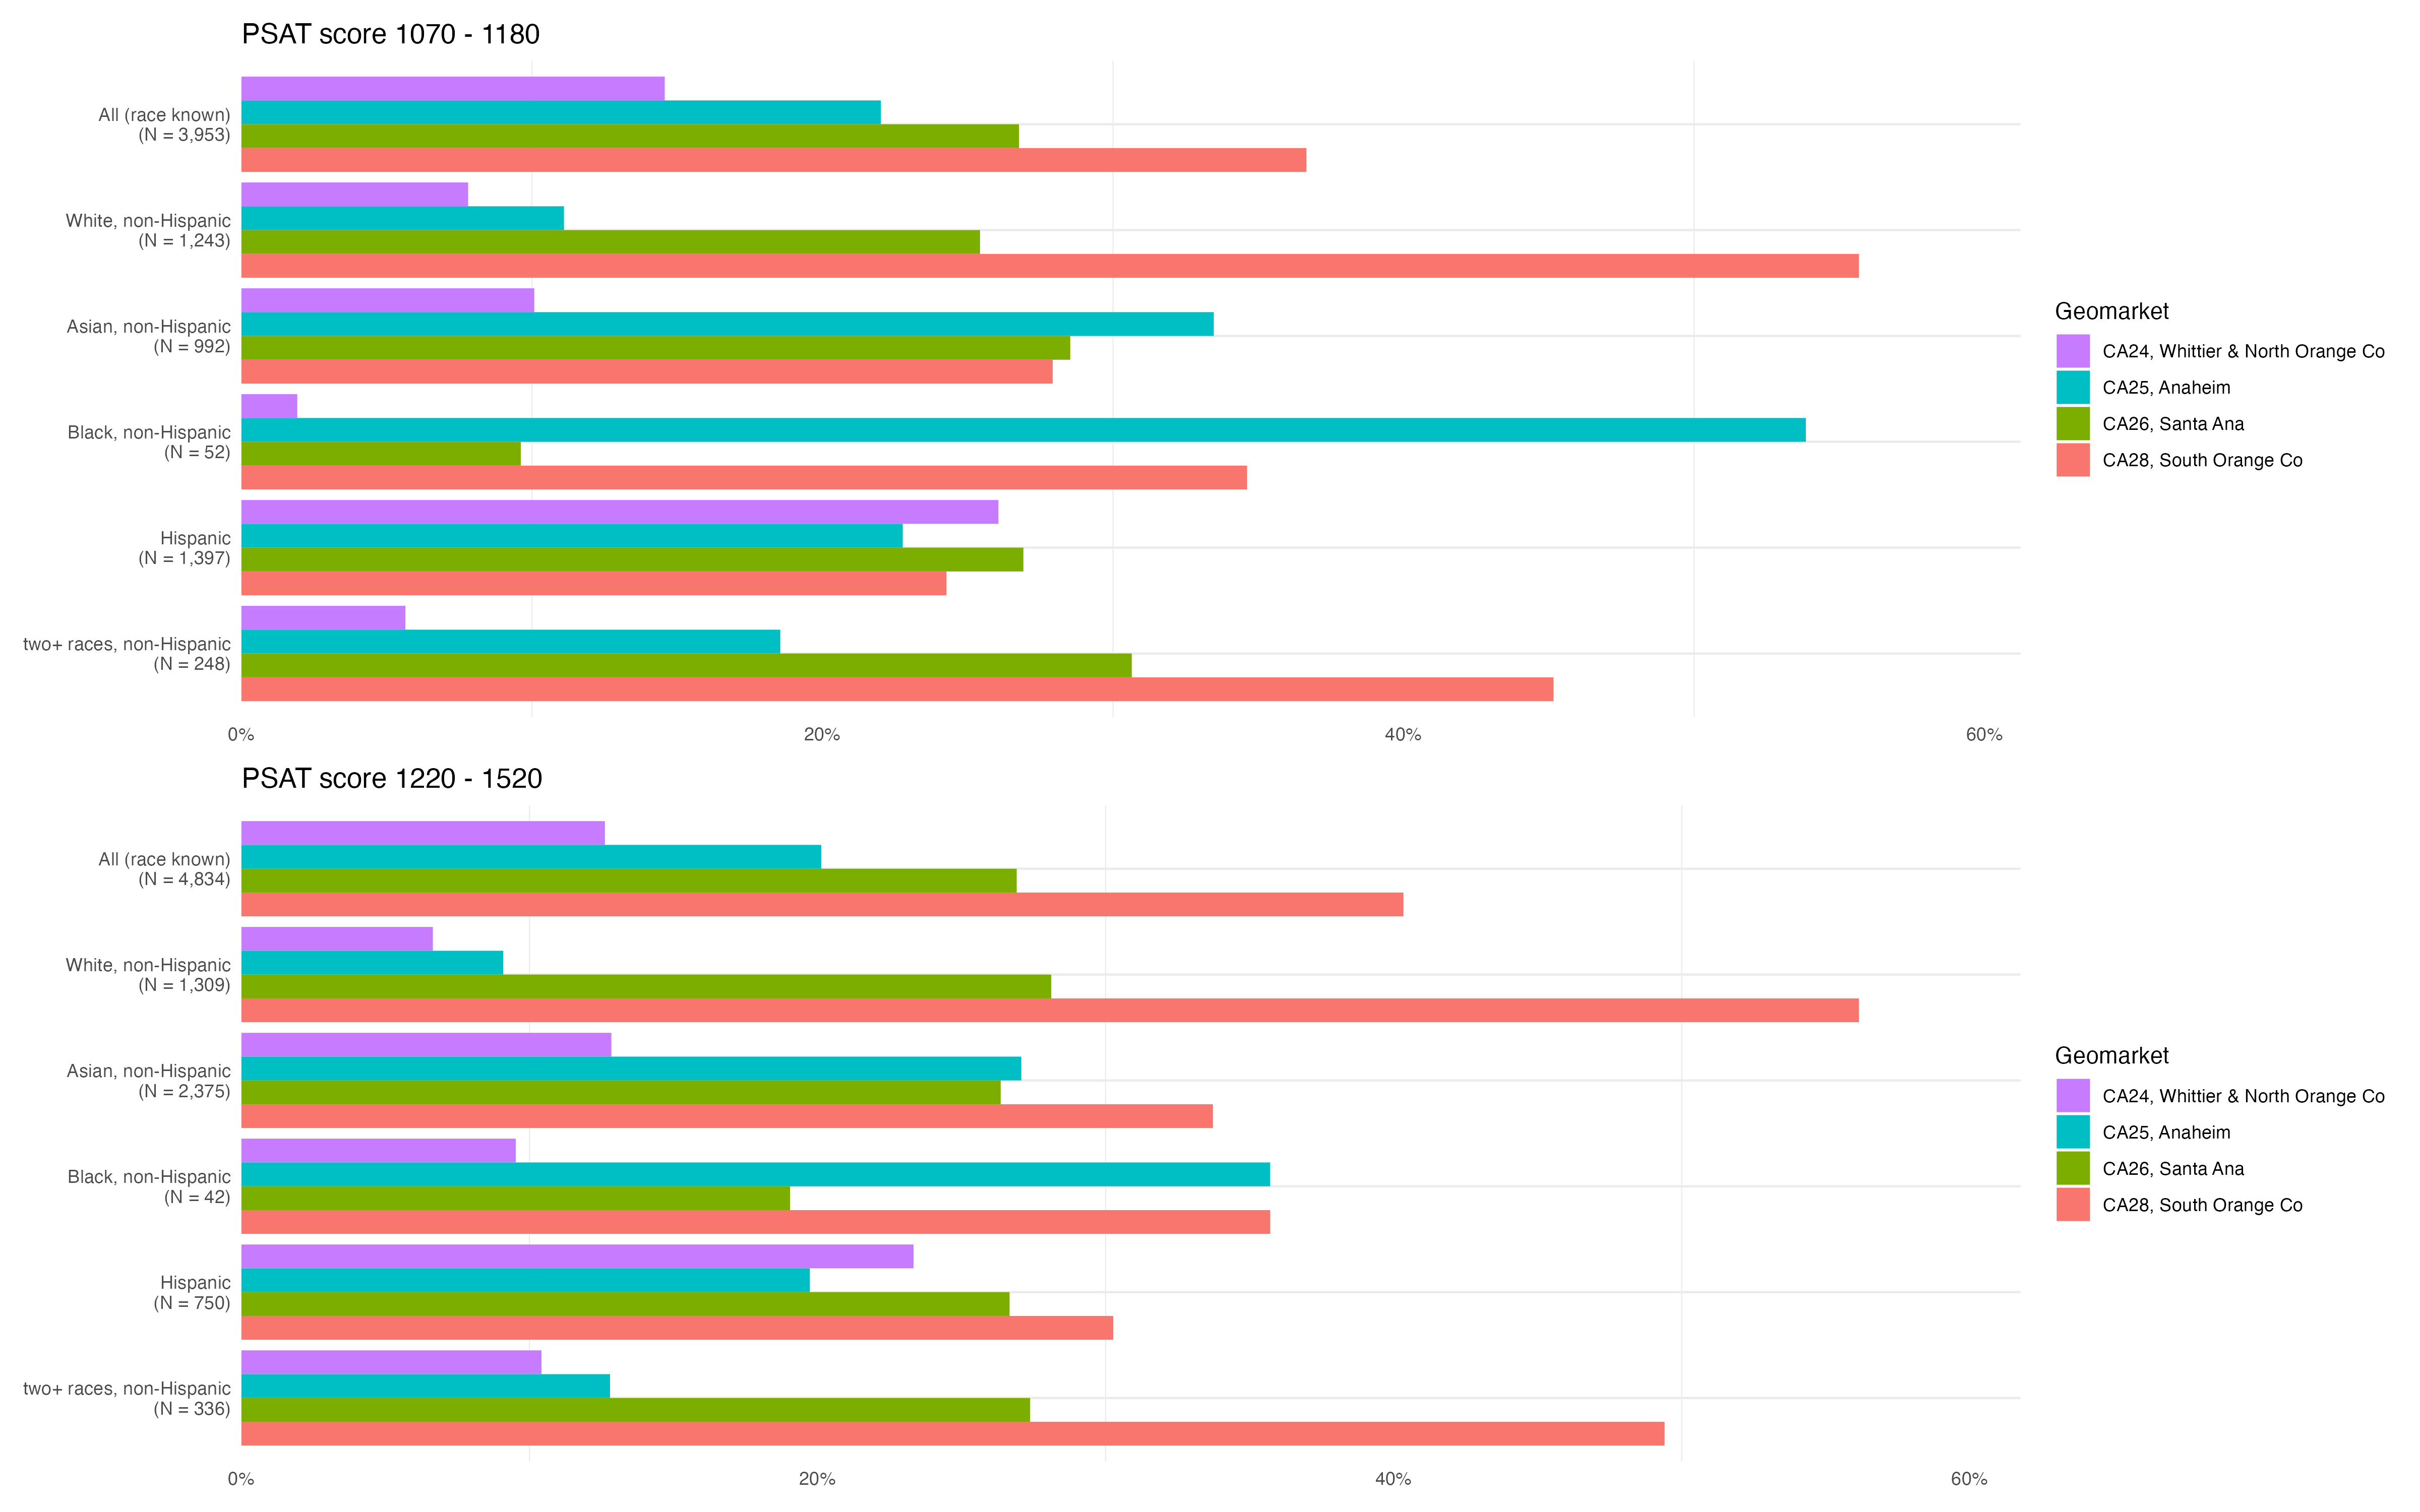 PSAT score 1070 - 1180
All (race known)
(N = 3,953)
White, non-Hispanic
(N = 1,243)
Asian, non-Hispanic
(N = 992)
Black, non-Hispanic
(N = 52)
Hispanic
(N = 1,397)
two+ races, non-Hispanic
(N = 248)
0% 20% 40% 60%
Geomarket
CA24, Whittier & North Orange Co
CA25, Anaheim
CA26, Santa Ana
CA28, South Orange Co
PSAT score 1220 - 1520
All (race known)
(N = 4,834)
White, non-Hispanic
(N = 1,309)
Asian, non-Hispanic
(N = 2,375)
Black, non-Hispanic
(N = 42)
Hispanic
(N = 750)
two+ races, non-Hispanic
(N = 336)
0% 20% 40% 60%
Geomarket
CA24, Whittier & North Orange Co
CA25, Anaheim
CA26, Santa Ana
CA28, South Orange Co